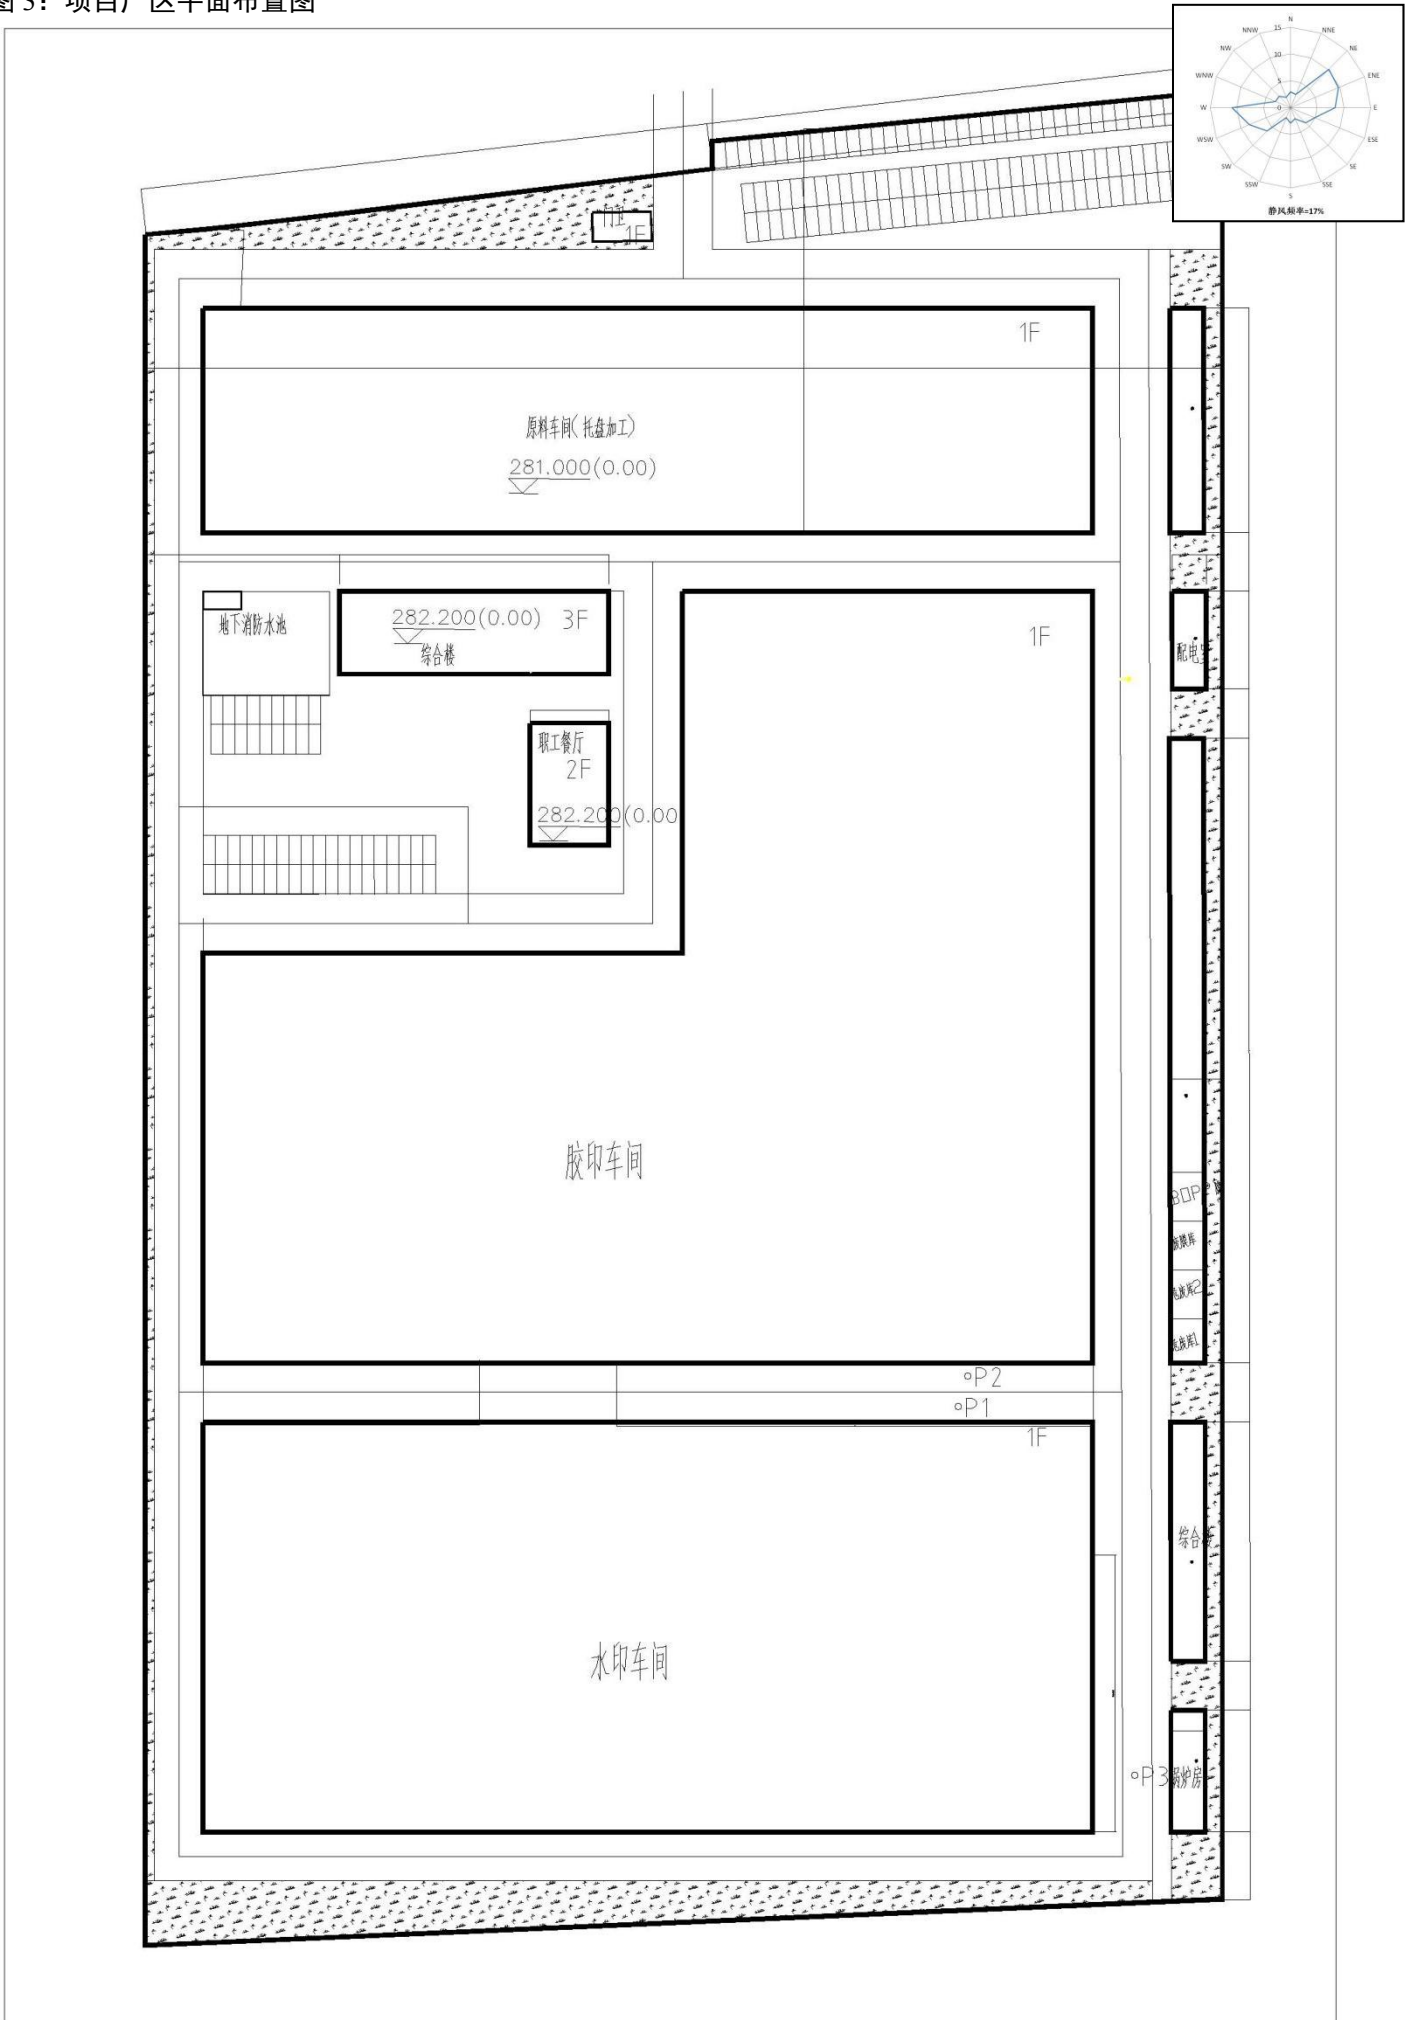 图3：项目厂区平面布置图
N
NNW
NNE
15
NW
NE
10
WNW
ENE
5
W
0
E
WSW
ESE
SW
SE
SSW
SSE
S
静风频率=17%
门卫
1F
1F
原料车间(托盘加工)
281.000(0.00)
地下消防水池
282.200(0.00)
3F
综合楼
1F
配电室
职工餐厅
2F
282.200(0.00
胶印车间
BOPP
废膜库
危废库2
危废库1
P2
P1
1F
综合楼
水印车间
P3
锅炉房